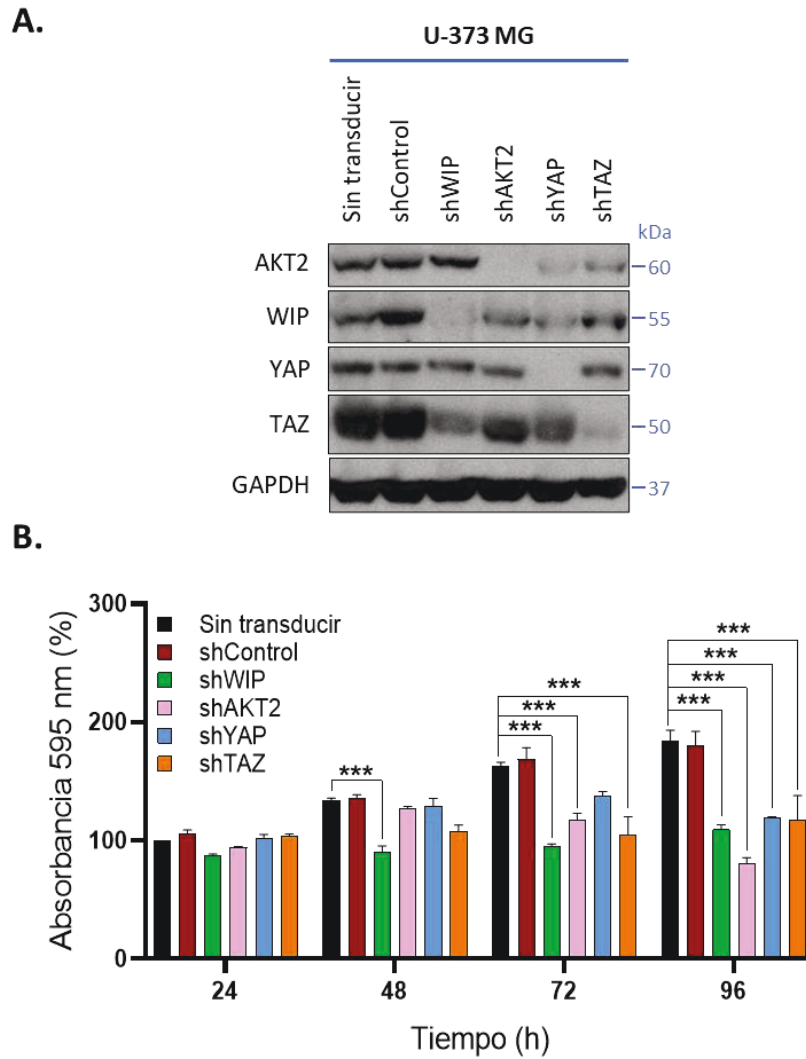 A.
U-373 MG
Sin transducir
shControl
shWIP
shAKT2
shYAP
shTAZ
kDa
AKT2
60
WIP
55
YAP
70
TAZ
50
GAPDH
37
B.
Absorbancia 595 nm (%)
300
200
100
0
Sin transducir
shControl
shWIP
shAKT2
shYAP
shTAZ
***
***
***
***
***
***
***
***
24
48
72
96
Tiempo (h)